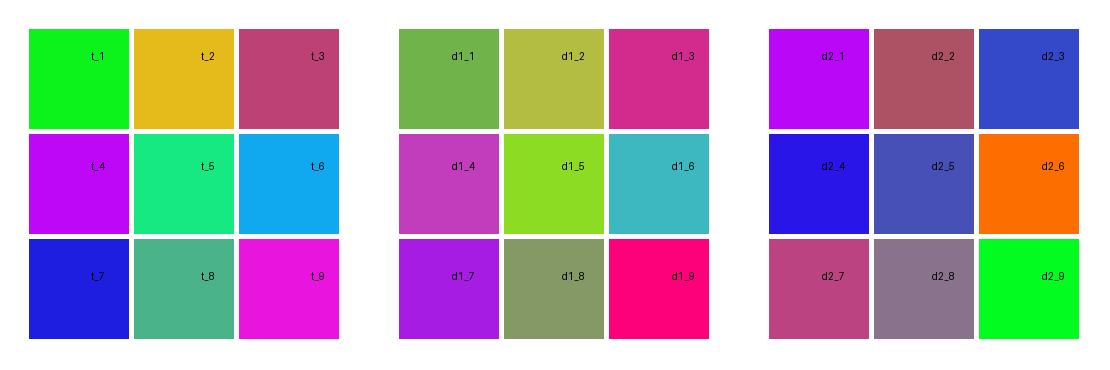 t_1 t_2 t_3 d1_1 d1_2 d1_3 d2_1 d2_2 d2_3
t_4 t_5 t_6 d1_4 d1_5 d1_6 d2_4 d2_5 d2_6
t_7 t_8 t_9 d1_7 d1_8 d1_9 d2_7 d2_8 d2_9